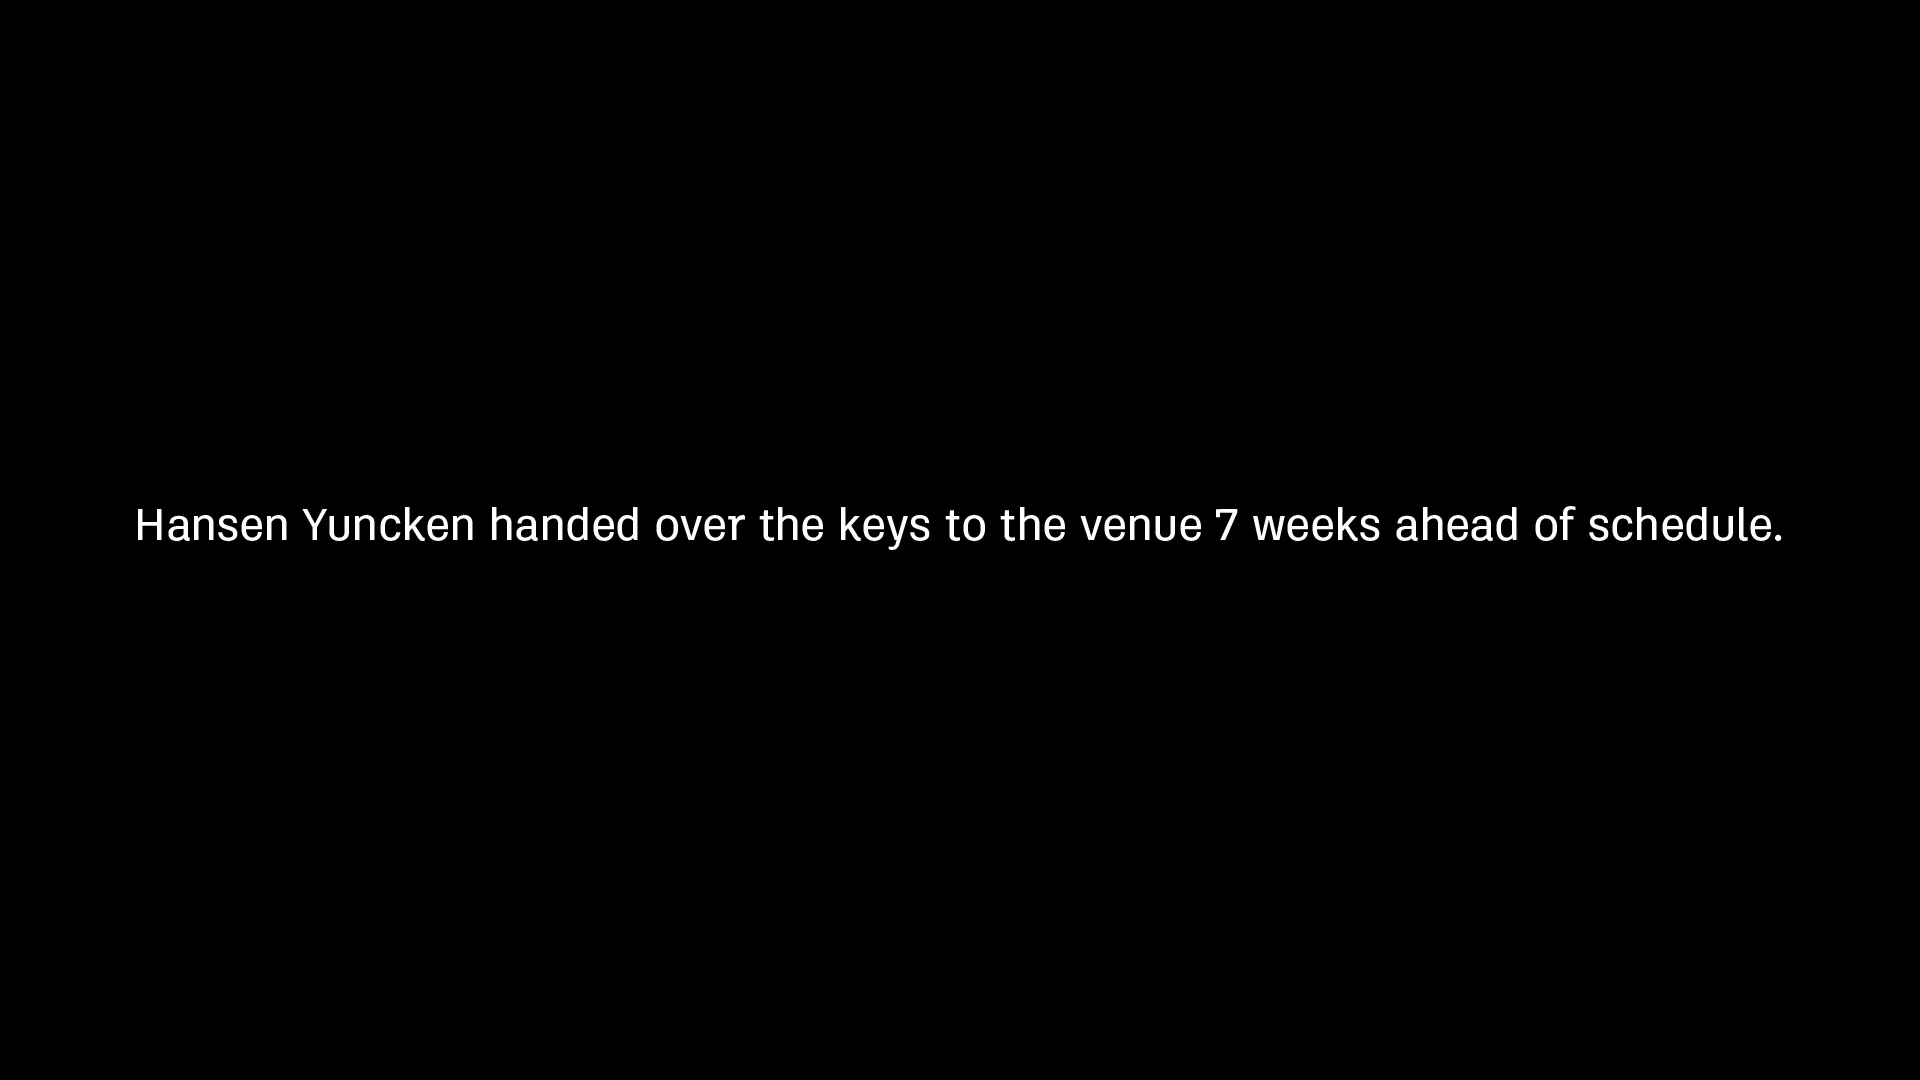 Hansen Yuncken handed over the keys to the venue 7 weeks ahead of schedule.